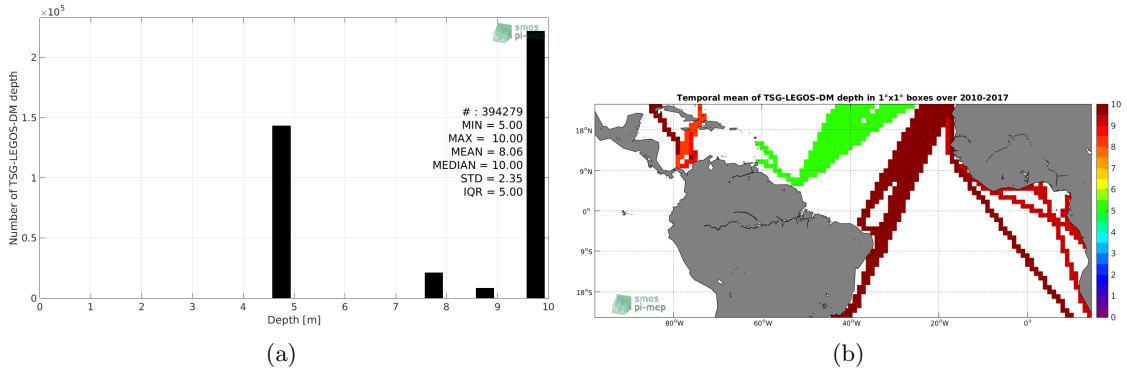 ×10⁵
smos
pi-mep
2
1.5
1
0.5
0
Number of TSG-LEGOS-DM depth
# : 394279
MIN = 5.00
MAX = 10.00
MEAN = 8.06
MEDIAN = 10.00
STD = 2.35
IQR = 5.00
0 1 2 3 4 5 6 7 8 9 10
Depth [m]
(a)
Temporal mean of TSG-LEGOS-DM depth in 1°x1° boxes over 2010-2017
18°N
9°N
0°
9°S
18°S
80°W 60°W 40°W 20°W 0°
smos
pi-mep
10
9
8
7
6
5
4
3
2
1
0
(b)